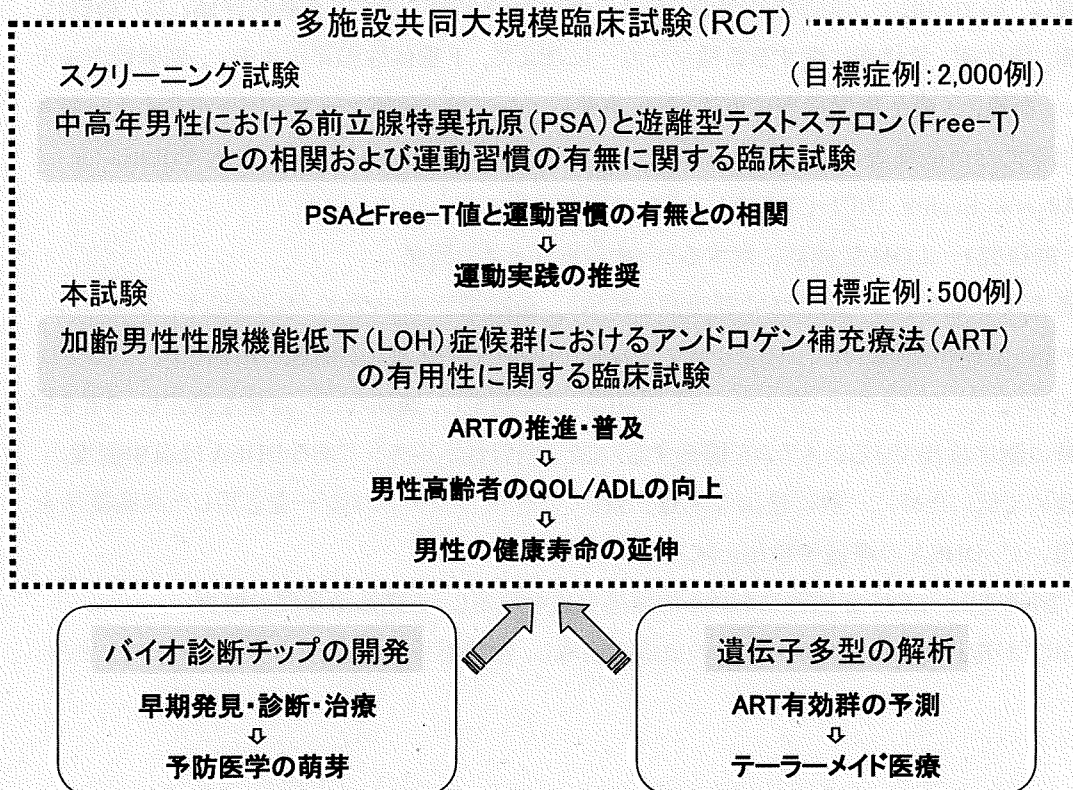 多施設共同大規模臨床試験(RCT)
スクリーニング試験 (目標症例:2,000例)
中高年男性における前立腺特異抗原(PSA)と遊離型テストステロン(Free-T)
との相関および運動習慣の有無に関する臨床試験
PSAとFree-T値と運動習慣の有無との相関
⇩
運動実践の推奨
本試験 (目標症例:500例)
加齢男性性腺機能低下(LOH)症候群におけるアンドロゲン補充療法(ART)
の有用性に関する臨床試験
ARTの推進・普及
⇩
男性高齢者のQOL/ADLの向上
⇩
男性の健康寿命の延伸
バイオ診断チップの開発
早期発見・診断・治療
⇩
予防医学の萌芽
遺伝子多型の解析
ART有効群の予測
⇩
テーラーメイド医療